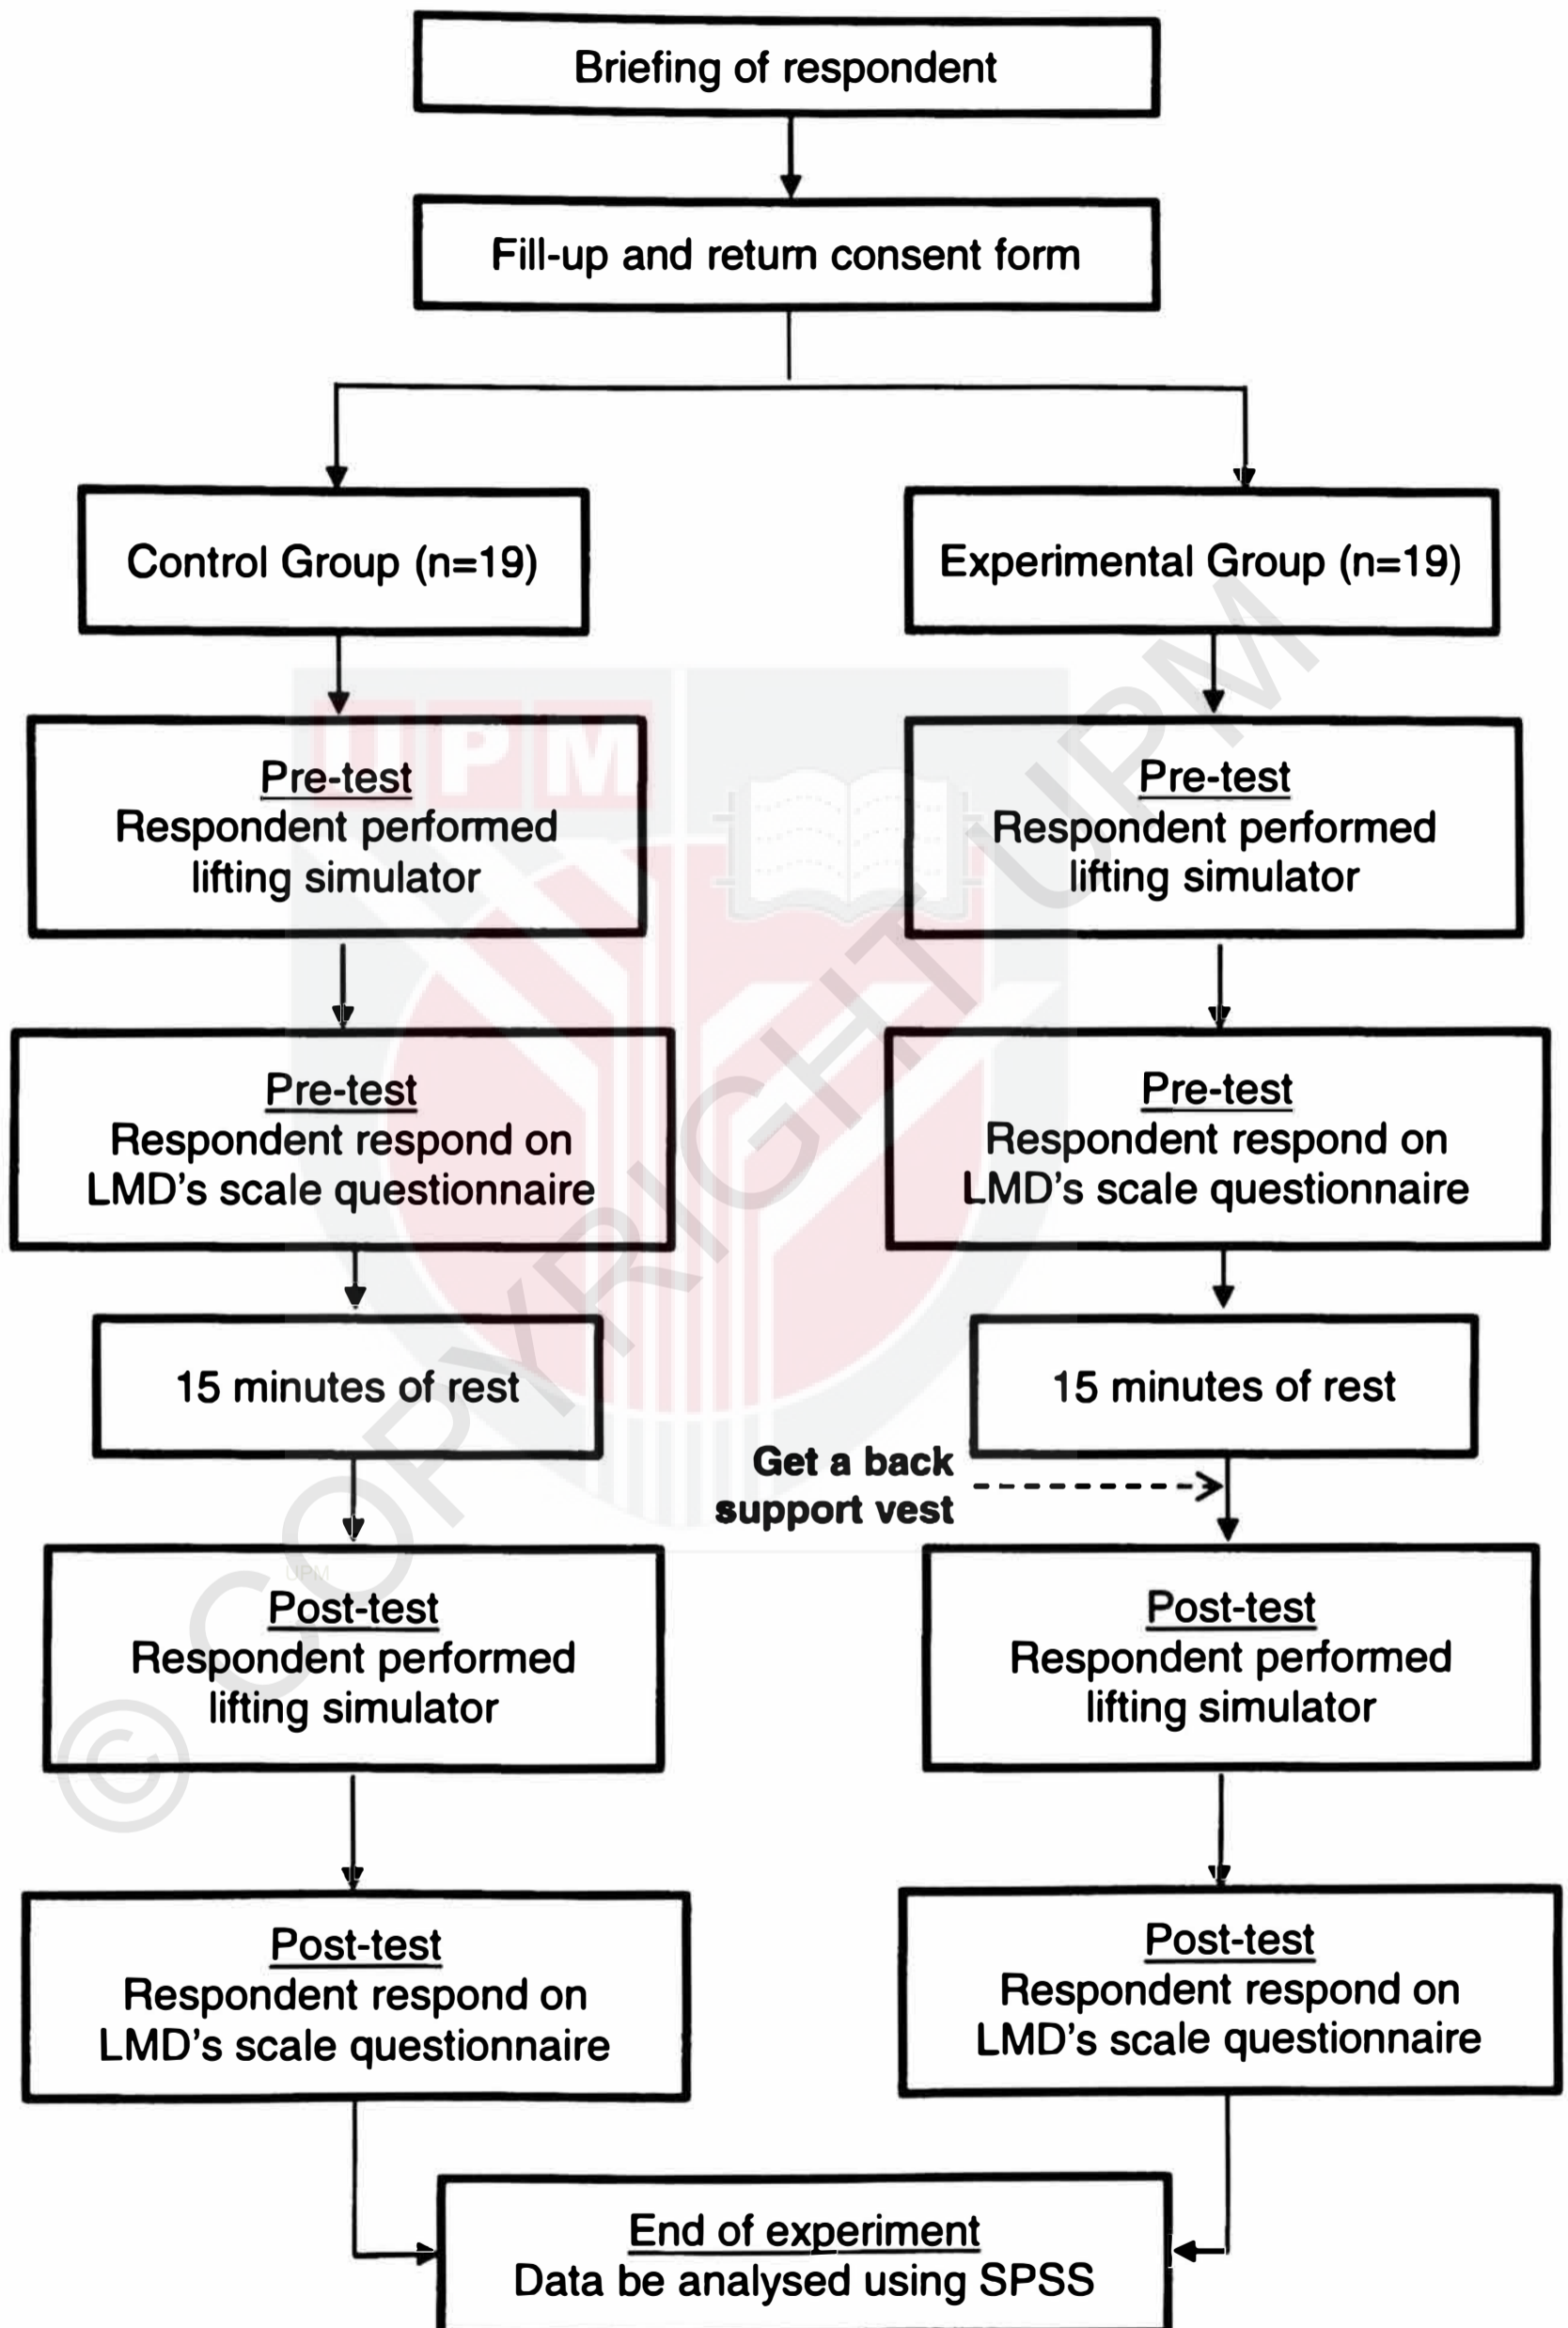 Briefing of respondent
Fill-up and return consent form
Control Group (n=19)
Experimental Group (n=19)
Pre-test
Respondent performed
lifting simulator
Pre-test
Respondent performed
lifting simulator
Pre-test
Respondent respond on
LMD's scale questionnaire
Pre-test
Respondent respond on
LMD's scale questionnaire
15 minutes of rest
15 minutes of rest
Get a back
support vest
Post-test
Respondent performed
lifting simulator
Post-test
Respondent performed
lifting simulator
Post-test
Respondent respond on
LMD's scale questionnaire
Post-test
Respondent respond on
LMD's scale questionnaire
End of experiment
Data be analysed using SPSS
UPM
© COPYRIGHT UPM
UPM